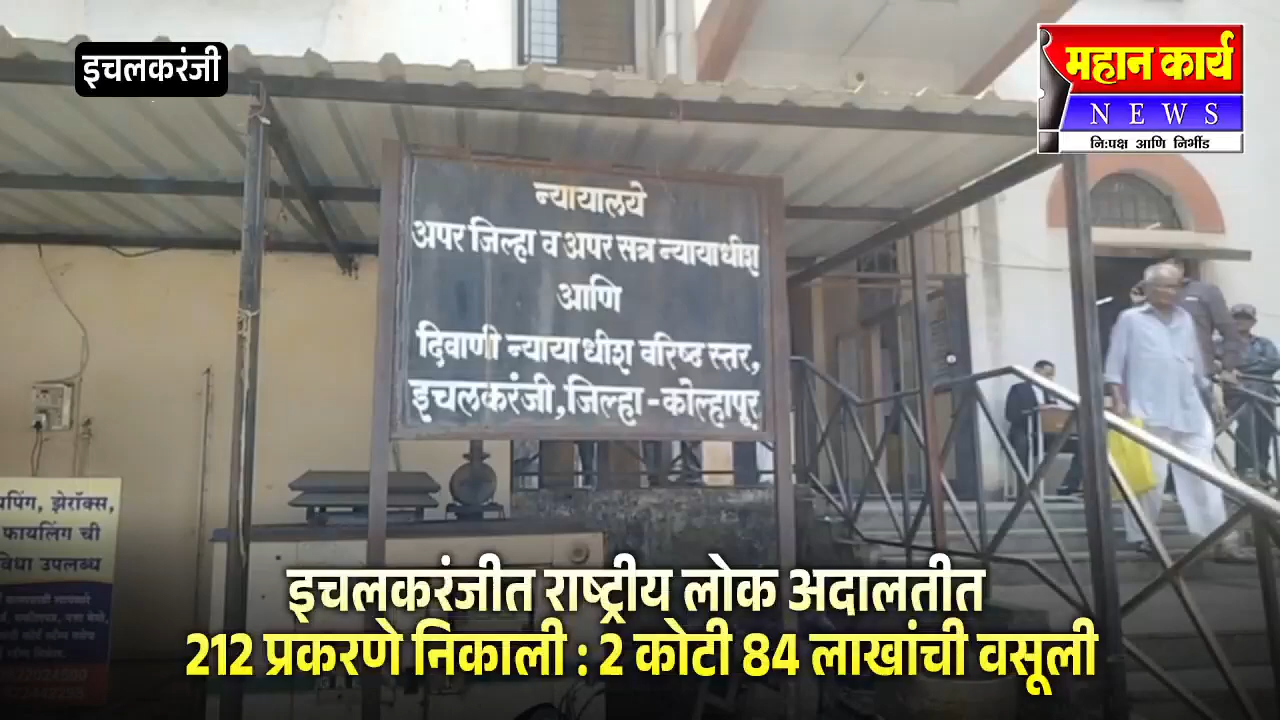 इचलकरंजी
महान कार्य
NEWS
निःपक्ष आणि निर्भीड
न्यायालये
अपर जिल्हा व अपर सत्र न्यायाधीश
आणि
दिवाणी न्यायाधीश वरिष्ठ स्तर,
इचलकरंजी,जिल्हा-कोल्हापूर
पिंग, झेरॉक्स,
फायलिंग ची
विधा उपलब्ध
इचलकरंजीत राष्ट्रीय लोक अदालतीत
212 प्रकरणे निकाली : 2 कोटी 84 लाखांची वसूली